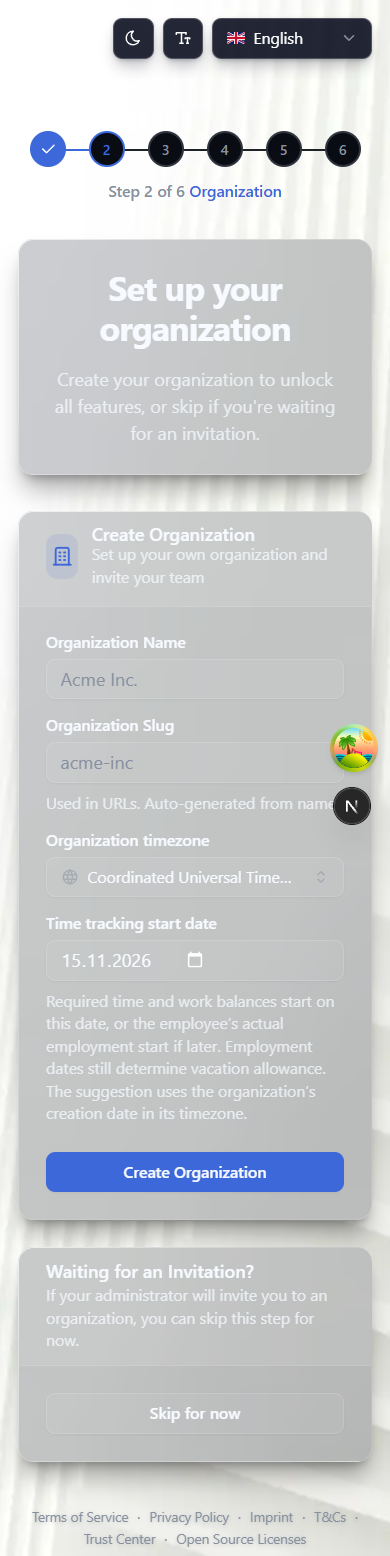 English
2 3 4 5 6
Step 2 of 6 Organization
Set up your
organization
Create your organization to unlock
all features, or skip if you're waiting
for an invitation.
Create Organization
Set up your own organization and
invite your team
Organization Name
Acme Inc.
Organization Slug
acme-inc
Used in URLs. Auto-generated from name
N
Organization timezone
Coordinated Universal Time...
Time tracking start date
15.11.2026
Required time and work balances start on
this date, or the employee's actual
employment start if later. Employment
dates still determine vacation allowance.
The suggestion uses the organization's
creation date in its timezone.
Create Organization
Waiting for an Invitation?
If your administrator will invite you to an
organization, you can skip this step for
now.
Skip for now
Terms of Service · Privacy Policy · Imprint · T&Cs ·
Trust Center · Open Source Licenses